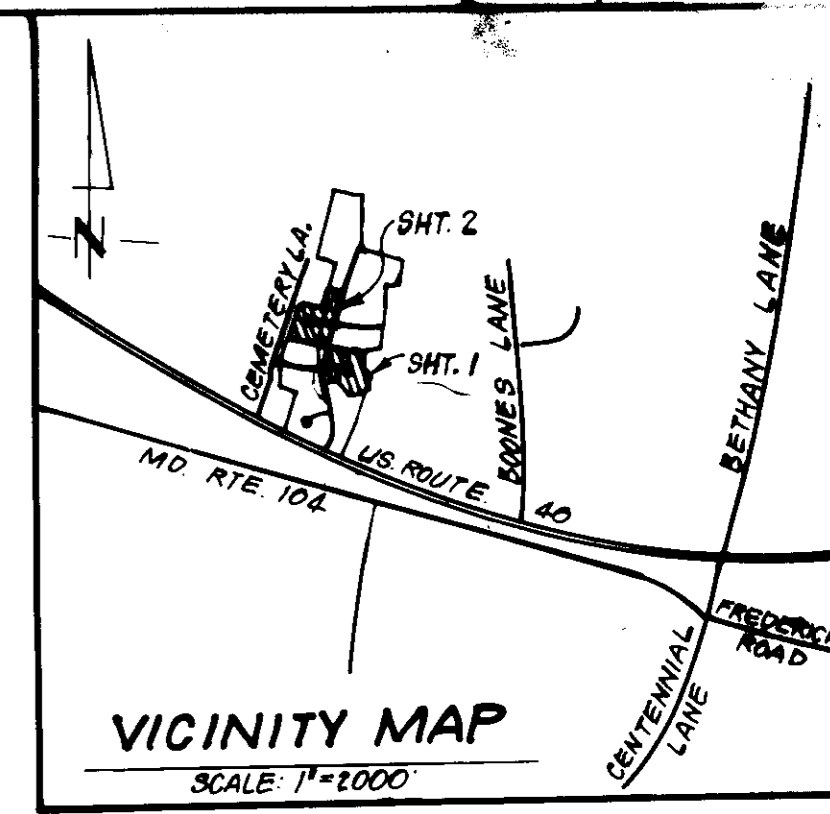 N
SHT. 2
CEMETERY LA.
SHT. 1
BOONES LANE
BETHANY LANE
MD. RTE. 104
U.S. ROUTE 40
FREDERICK
ROAD
CENTENNIAL
LANE
VICINITY MAP
SCALE: 1"=2000'